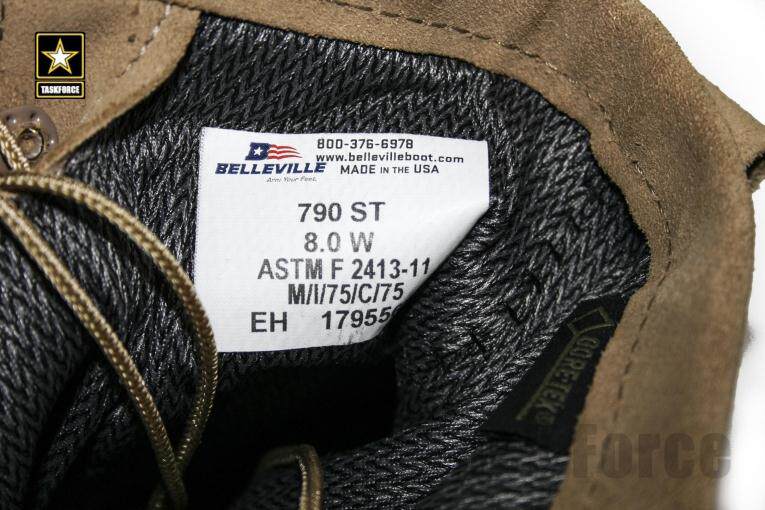 TASKFORCE
BELLEVILLE
Arm Your Feet.
800-376-6978
www.bellevilleboot.com
MADE IN THE USA
790 ST
8.0 W
ASTM F 2413-11
M/I/75/C/75
EH
GORE-TEX®
Force